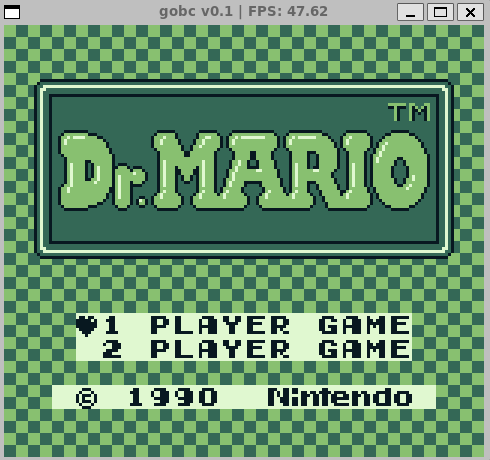 gobc v0.1 | FPS: 47.62
TM
Dr. MARIO
1 PLAYER GAME
2 PLAYER GAME
© 1990 Nintendo